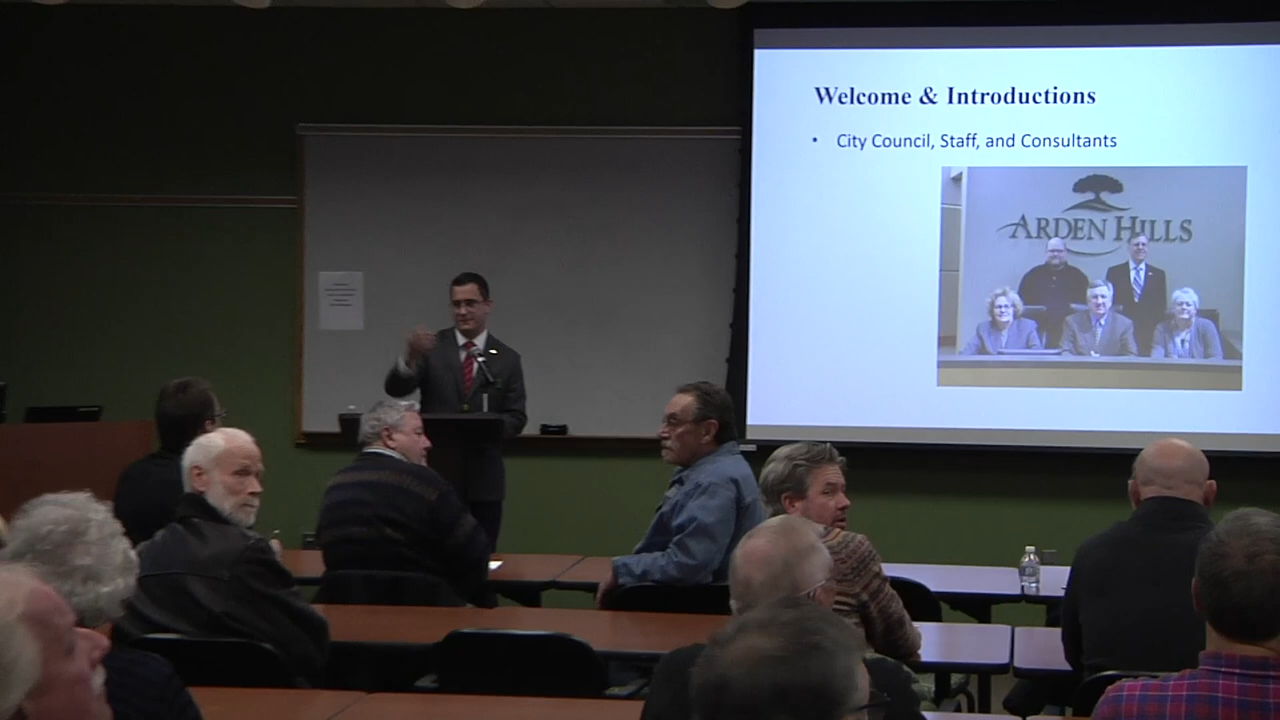 Welcome & Introductions
• City Council, Staff, and Consultants
ARDEN HILLS